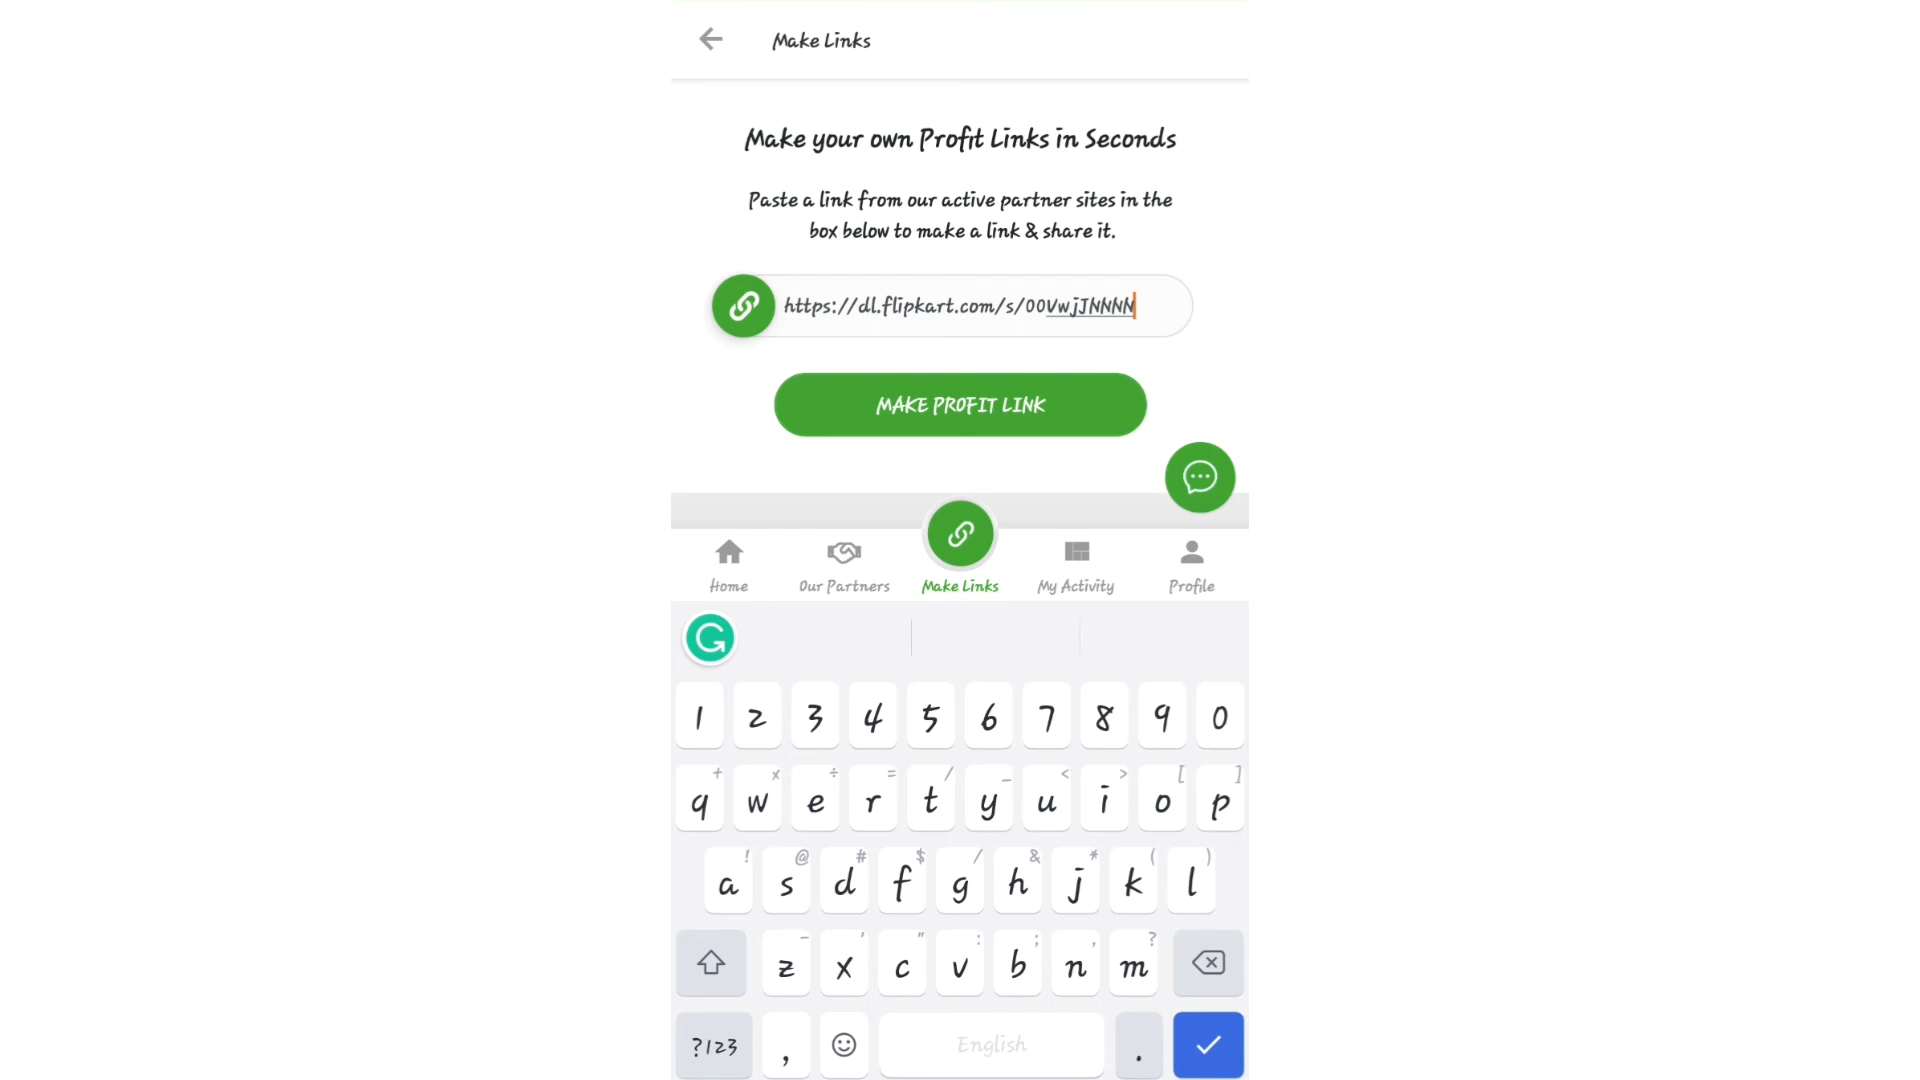 Make Links
Make your own Profit Links in Seconds
Paste a link from our active partner sites in the
box below to make a link & share it.
https://dl.flipkart.com/s/00VwjJNNNN
MAKE PROFIT LINK
Home Our Partners Make Links My Activity Profile
1 2 3 4 5 6 7 8 9 0
+ × ÷ = / _ < > [ ]
q w e r t y u i o p
! @ # $ / & * ( )
a s d f g h j k l
- ' " : ; , ?
z x c v b n m
?123 , English .